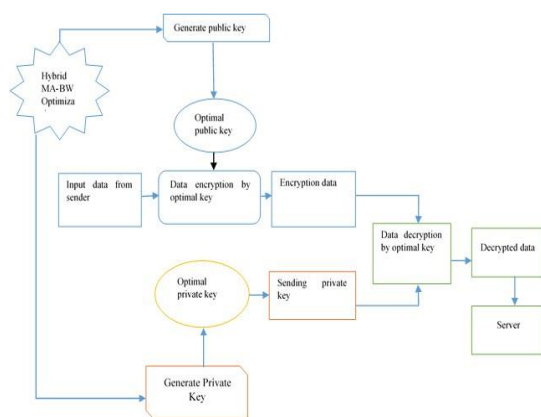 Generate public key
Hybrid
MA-BW
Optimiza
Optimal
public key
Input data from
sender
Data encryption by
optimal key
Encryption data
Data decryption
by optimal key
Decrypted data
Optimal
private key
Sending private
key
Server
Generate Private
Key